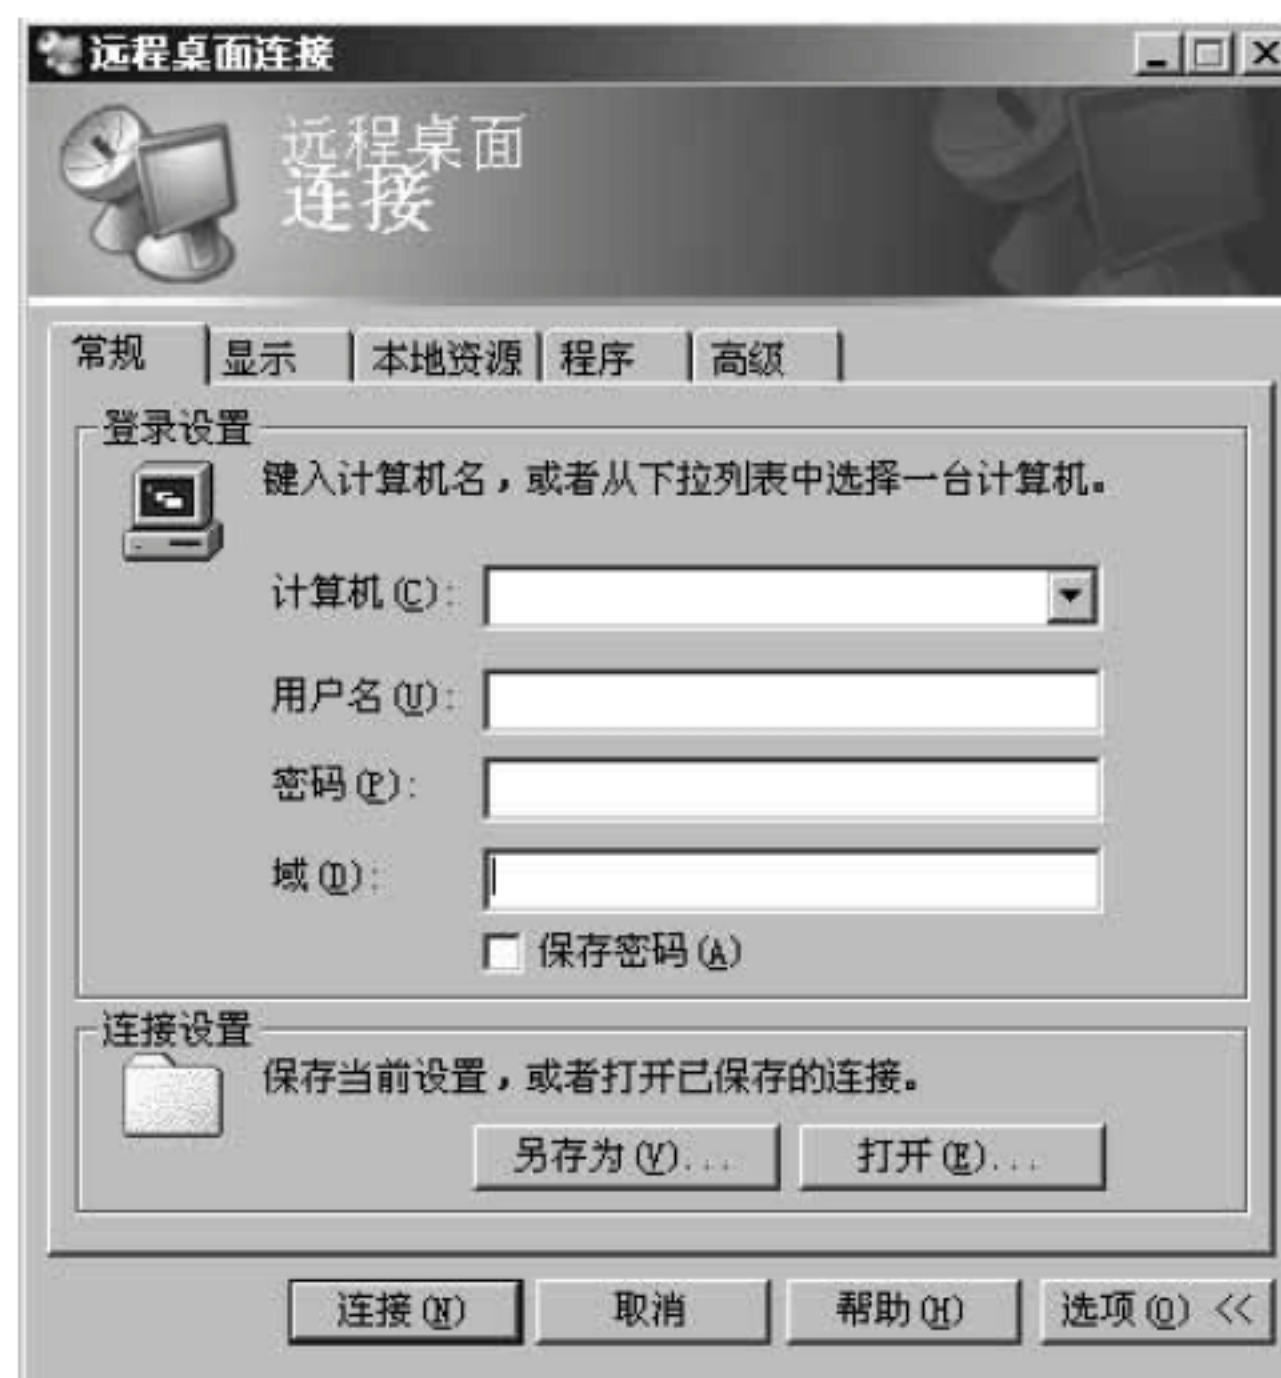 远程桌面连接
远程桌面
连接
常规 显示 本地资源 程序 高级
登录设置
键入计算机名，或者从下拉列表中选择一台计算机。
计算机(C):
用户名(U):
密码(P):
域(D):
保存密码(A)
连接设置
保存当前设置，或者打开已保存的连接。
另存为(V)... 打开(E)...
连接(N) 取消 帮助(H) 选项(O) <<